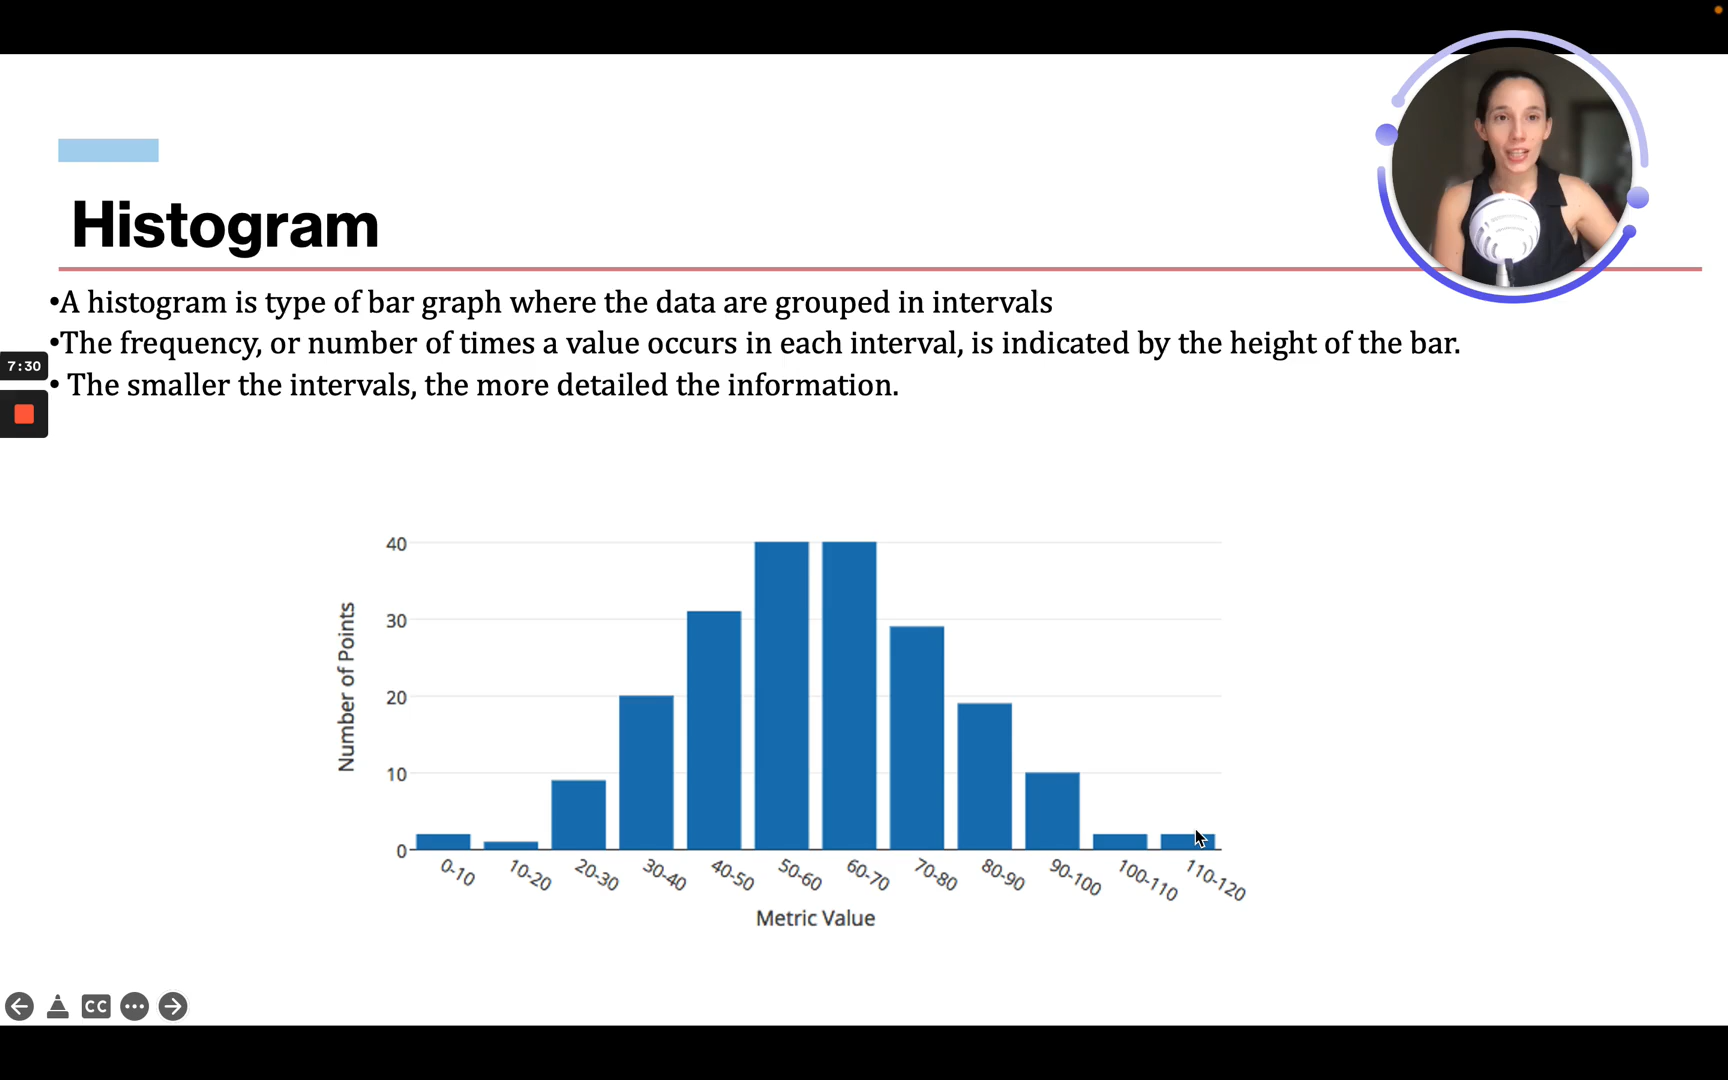 Histogram
•A histogram is type of bar graph where the data are grouped in intervals
•The frequency, or number of times a value occurs in each interval, is indicated by the height of the bar.
7:30
• The smaller the intervals, the more detailed the information.
40
30
20
10
0
Number of Points
0-10
10-20
20-30
30-40
40-50
50-60
60-70
70-80
80-90
90-100
100-110
110-120
Metric Value
CC